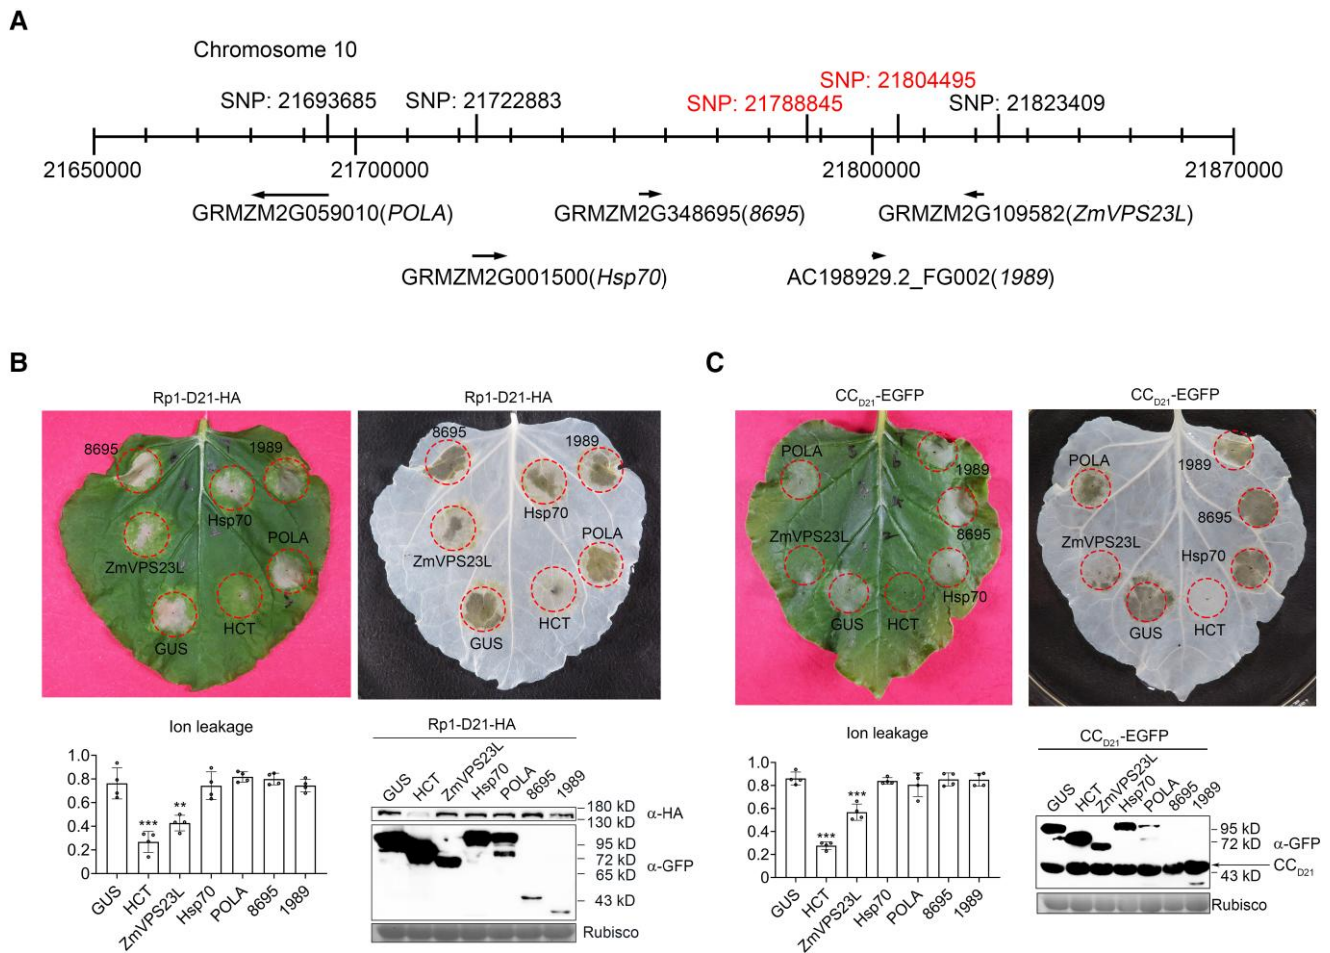 A
Chromosome 10
SNP: 21804495
SNP: 21693685 SNP: 21722883 SNP: 21788845 SNP: 21823409
21650000 21700000 21800000 21870000
GRMZM2G059010(POLA) GRMZM2G348695(8695) GRMZM2G109582(ZmVPS23L)
GRMZM2G001500(Hsp70) AC198929.2_FG002(1989)
B
Rp1-D21-HA Rp1-D21-HA
8695
1989
Hsp70
ZmVPS23L
POLA
GUS
HCT
8695
1989
Hsp70
ZmVPS23L
POLA
GUS
HCT
Ion leakage
1.0
0.8
0.6
0.4
0.2
0
***
**
GUS HCT ZmVPS23L Hsp70 POLA 8695 1989
Rp1-D21-HA
GUS HCT ZmVPS23L Hsp70 POLA 8695 1989
180 kD
130 kD
α-HA
95 kD
72 kD
65 kD
43 kD
α-GFP
Rubisco
C
CCD21-EGFP CCD21-EGFP
POLA
1989
8695
ZmVPS23L
Hsp70
GUS
HCT
POLA
1989
8695
ZmVPS23L
Hsp70
GUS
HCT
Ion leakage
1.0
0.8
0.6
0.4
0.2
0
***
***
GUS HCT ZmVPS23L Hsp70 POLA 8695 1989
CCD21-EGFP
GUS HCT ZmVPS23L Hsp70 POLA 8695 1989
95 kD
72 kD
α-GFP
CCD21
43 kD
Rubisco